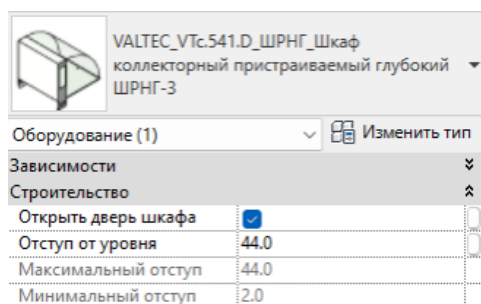 VALTEC_VTc.541.D_ШРНГ_Шкаф
коллекторный пристраиваемый глубокий
ШРНГ-3
Оборудование (1) Изменить тип
Зависимости
Строительство
Открыть дверь шкафа
Отступ от уровня 44.0
Максимальный отступ 44.0
Минимальный отступ 2.0